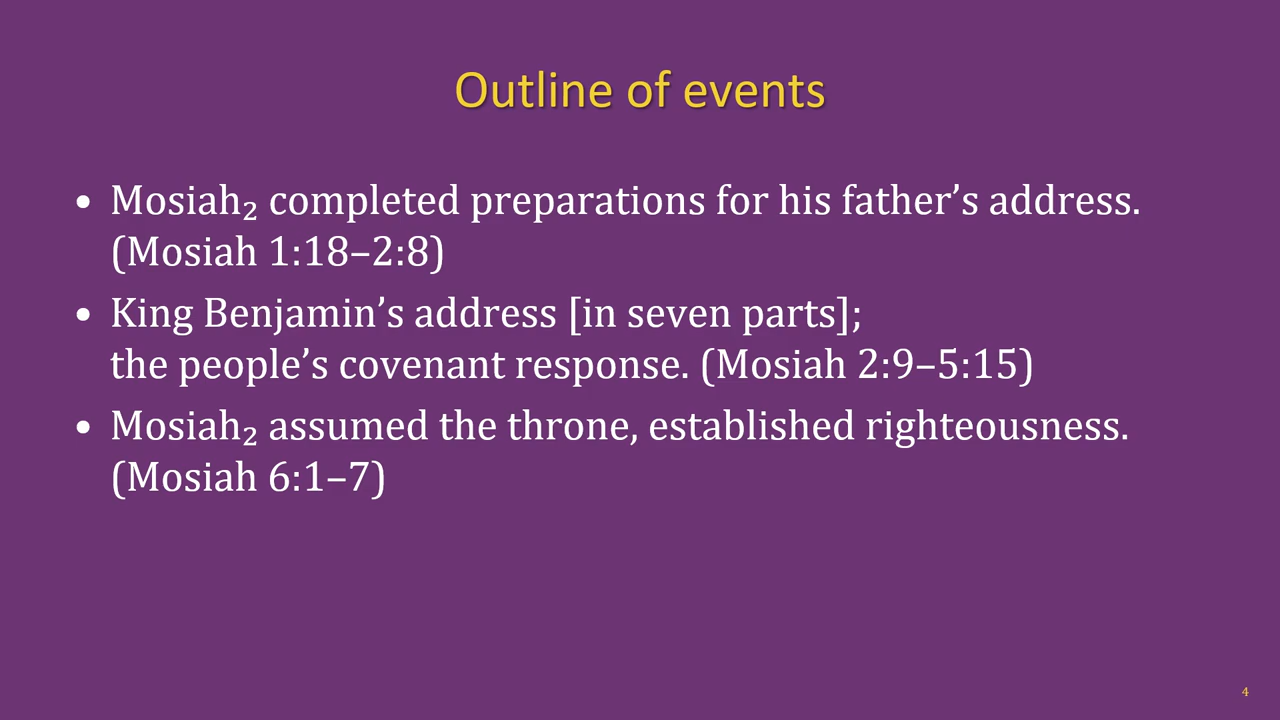 Outline of events
• Mosiah₂ completed preparations for his father’s address.
(Mosiah 1:18–2:8)
• King Benjamin’s address [in seven parts];
the people’s covenant response. (Mosiah 2:9–5:15)
• Mosiah₂ assumed the throne, established righteousness.
(Mosiah 6:1–7)
4